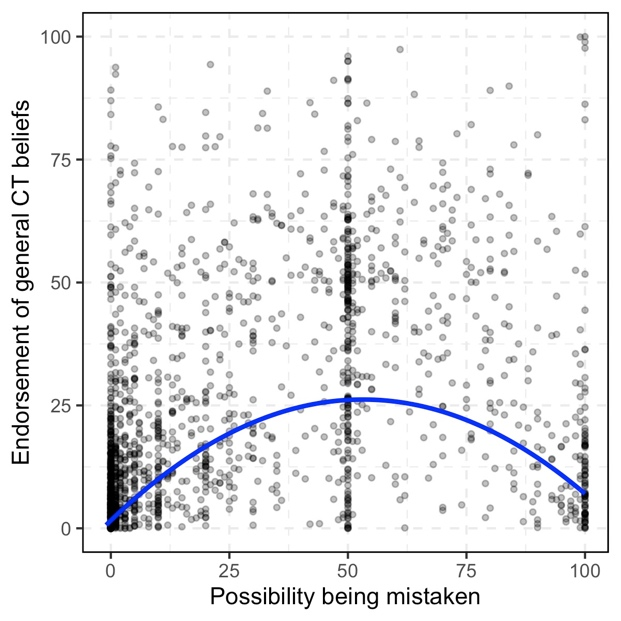 Endorsement of general CT beliefs
100
75
50
25
0
0 25 50 75 100
Possibility being mistaken